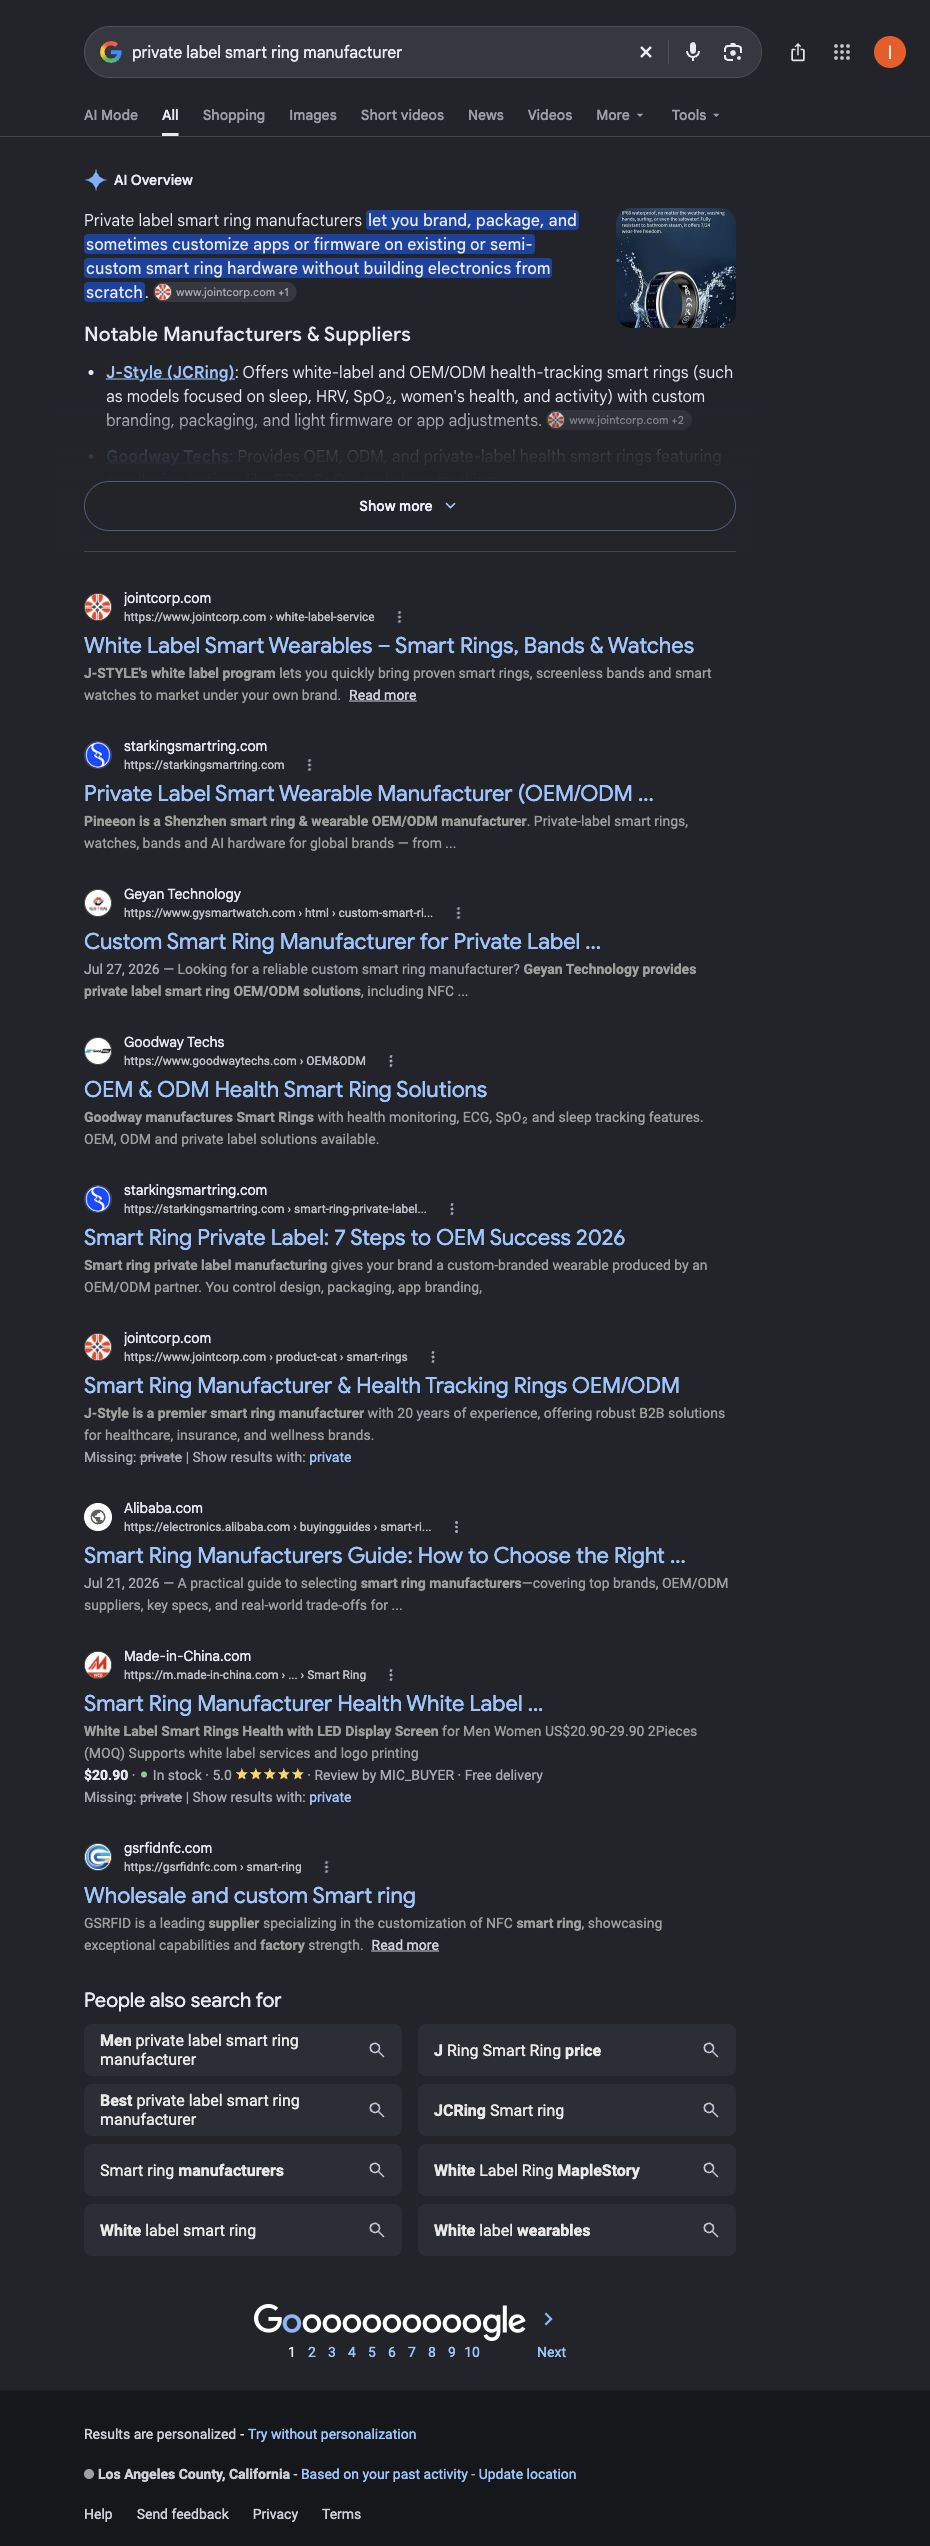 private label smart ring manufacturer
I
AI Mode All Shopping Images Short videos News Videos More Tools
AI Overview
Private label smart ring manufacturers let you brand, package, and
sometimes customize apps or firmware on existing or semi-
custom smart ring hardware without building electronics from
scratch. www.jointcorp.com +1
IP68 waterproof, no matter the weather, washing
hands, surfing, or even the saltwater! Fully
resistant to bathroom steam, it offers 7/24
wear-free freedom.
Notable Manufacturers & Suppliers
• J-Style (JCRing): Offers white-label and OEM/ODM health-tracking smart rings (such
as models focused on sleep, HRV, SpO₂, women's health, and activity) with custom
branding, packaging, and light firmware or app adjustments. www.jointcorp.com +2
• Goodway Techs: Provides OEM, ODM, and private-label health smart rings featuring
Show more
jointcorp.com
https://www.jointcorp.com › white-label-service
White Label Smart Wearables – Smart Rings, Bands & Watches
J-STYLE's white label program lets you quickly bring proven smart rings, screenless bands and smart
watches to market under your own brand. Read more
starkingsmartring.com
https://starkingsmartring.com
Private Label Smart Wearable Manufacturer (OEM/ODM ...
Pineeon is a Shenzhen smart ring & wearable OEM/ODM manufacturer. Private-label smart rings,
watches, bands and AI hardware for global brands — from ...
Geyan Technology
https://www.gysmartwatch.com › html › custom-smart-ri...
Custom Smart Ring Manufacturer for Private Label ...
Jul 27, 2026 — Looking for a reliable custom smart ring manufacturer? Geyan Technology provides
private label smart ring OEM/ODM solutions, including NFC ...
Goodway Techs
https://www.goodwaytechs.com › OEM&ODM
OEM & ODM Health Smart Ring Solutions
Goodway manufactures Smart Rings with health monitoring, ECG, SpO₂ and sleep tracking features.
OEM, ODM and private label solutions available.
starkingsmartring.com
https://starkingsmartring.com › smart-ring-private-label...
Smart Ring Private Label: 7 Steps to OEM Success 2026
Smart ring private label manufacturing gives your brand a custom-branded wearable produced by an
OEM/ODM partner. You control design, packaging, app branding,
jointcorp.com
https://www.jointcorp.com › product-cat › smart-rings
Smart Ring Manufacturer & Health Tracking Rings OEM/ODM
J-Style is a premier smart ring manufacturer with 20 years of experience, offering robust B2B solutions
for healthcare, insurance, and wellness brands.
Missing: private | Show results with: private
Alibaba.com
https://electronics.alibaba.com › buyingguides › smart-ri...
Smart Ring Manufacturers Guide: How to Choose the Right ...
Jul 21, 2026 — A practical guide to selecting smart ring manufacturers—covering top brands, OEM/ODM
suppliers, key specs, and real-world trade-offs for ...
Made-in-China.com
https://m.made-in-china.com › ... › Smart Ring
Smart Ring Manufacturer Health White Label ...
White Label Smart Rings Health with LED Display Screen for Men Women US$20.90-29.90 2Pieces
(MOQ) Supports white label services and logo printing
$20.90 · In stock · 5.0 ★★★★★ · Review by MIC_BUYER · Free delivery
Missing: private | Show results with: private
gsrfidnfc.com
https://gsrfidnfc.com › smart-ring
Wholesale and custom Smart ring
GSRFID is a leading supplier specializing in the customization of NFC smart ring, showcasing
exceptional capabilities and factory strength. Read more
People also search for
Men private label smart ring
manufacturer
J Ring Smart Ring price
Best private label smart ring
manufacturer
JCRing Smart ring
Smart ring manufacturers
White Label Ring MapleStory
White label smart ring
White label wearables
Goooooooooogle
1 2 3 4 5 6 7 8 9 10 Next
Results are personalized - Try without personalization
Los Angeles County, California - Based on your past activity - Update location
Help Send feedback Privacy Terms